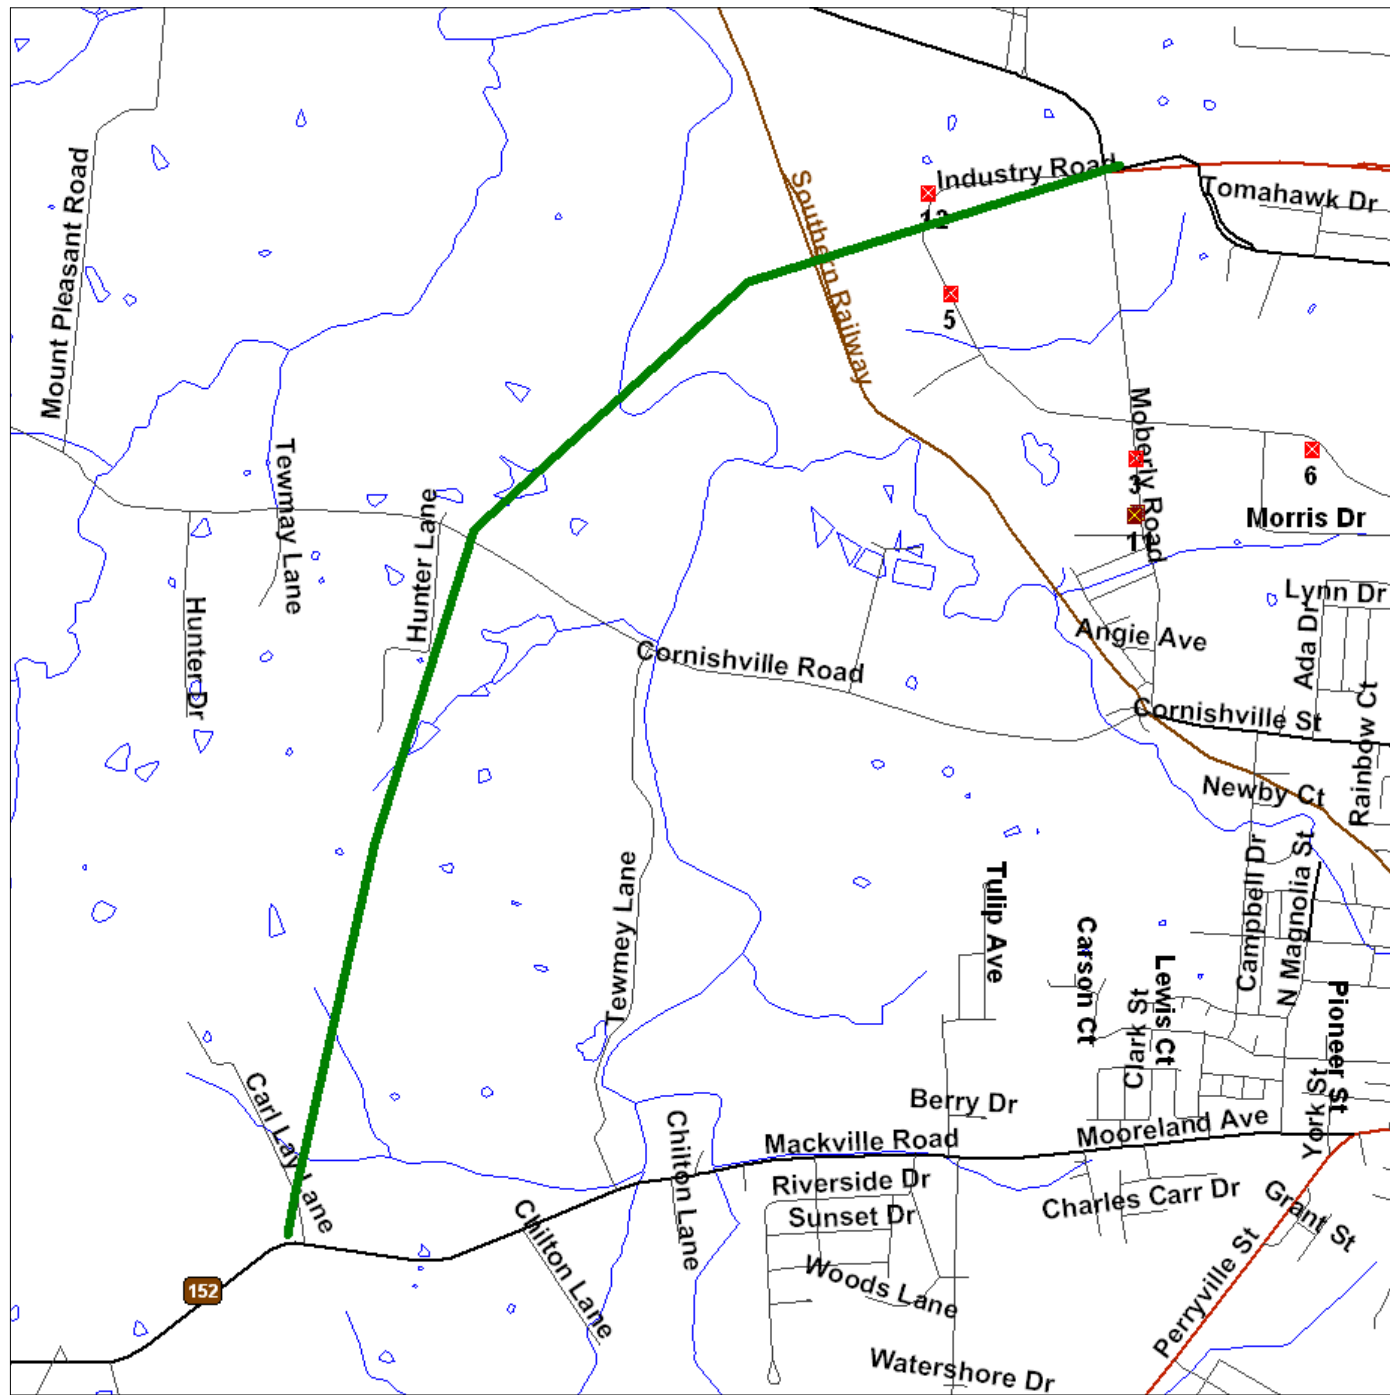 Industry Road
Tomahawk Dr
12
Southern Railway
Mount Pleasant Road
5
Moberly Road
3
6
Morris Dr
Tewmay Lane
Hunter Lane
Hunter Dr
Lynn Dr
Ada Dr
Angie Ave
Cornishville Road
Cornishville St
Rainbow Ct
Newby Ct
Campbell Dr
N Magnolia St
Tewmey Lane
Tulip Ave
Carson Ct
Lewis Ct
Clark St
Pioneer St
York St
Carl Lay Lane
Berry Dr
Mooreland Ave
Mackville Road
Chilton Lane
Riverside Dr
Sunset Dr
Charles Carr Dr
Grant St
Chilton Lane
Woods Lane
Perryville St
152
Watershore Dr